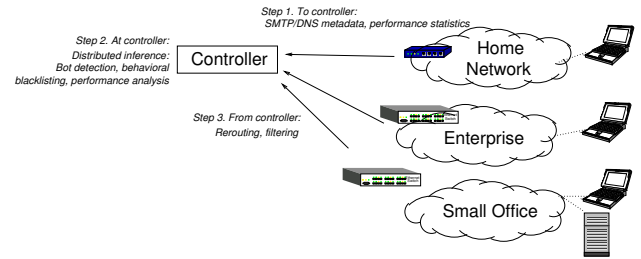 Step 1. To controller:
SMTP/DNS metadata, performance statistics
Step 2. At controller:
Distributed inference:
Bot detection, behavioral
blacklisting, performance analysis
Controller
Home
Network
Step 3. From controller:
Rerouting, filtering
Enterprise
Small Office